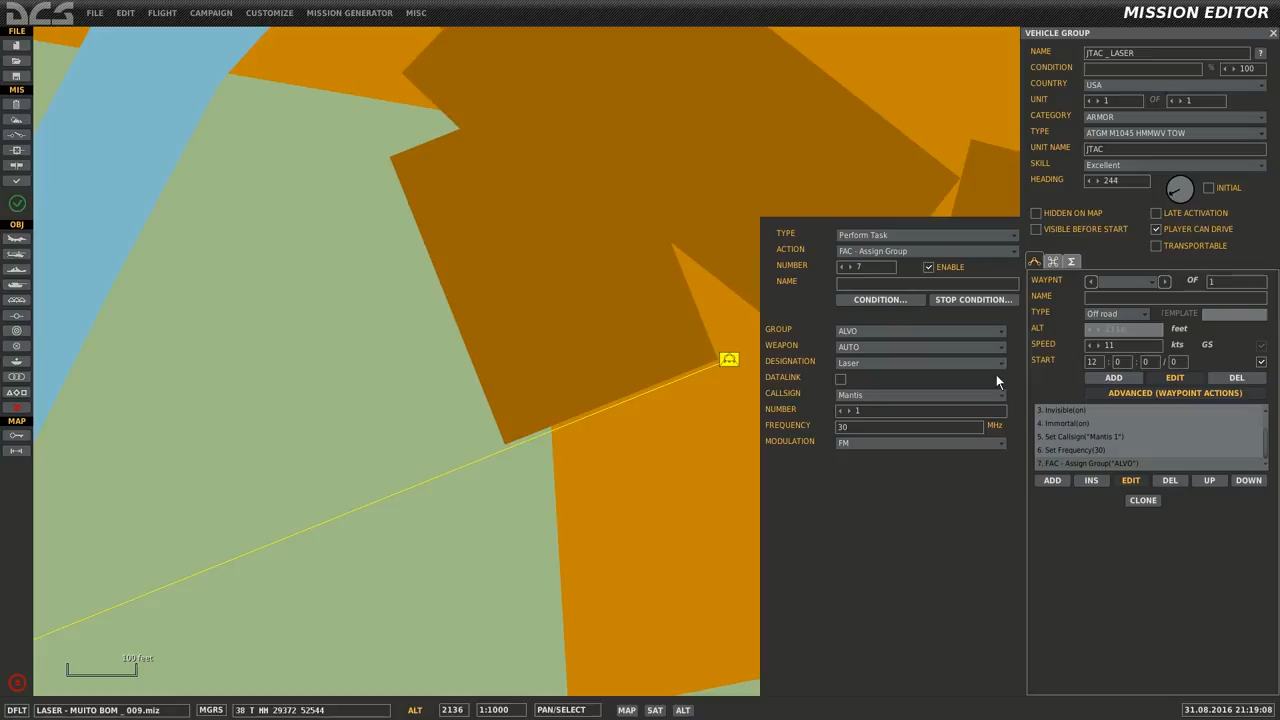 DCS FILE EDIT FLIGHT CAMPAIGN CUSTOMIZE MISSION GENERATOR MISC MISSION EDITOR
FILE
MIS
OBJ
MAP
100 feet
VEHICLE GROUP
NAME JTAC _LASER ?
CONDITION % 100
COUNTRY USA
UNIT 1 OF 1
CATEGORY ARMOR
TYPE ATGM M1045 HMMWV TOW
UNIT NAME JTAC
SKILL Excellent
HEADING 244 INITIAL
HIDDEN ON MAP LATE ACTIVATION
VISIBLE BEFORE START PLAYER CAN DRIVE
TRANSPORTABLE
TYPE Perform Task
ACTION FAC - Assign Group
NUMBER 7 ENABLE
NAME
CONDITION... STOP CONDITION...
GROUP ALVO
WEAPON AUTO
DESIGNATION Laser
DATALINK
CALLSIGN Mantis
NUMBER 1
FREQUENCY 30 MHz
MODULATION FM
WAYPNT OF 1
NAME
TYPE Off road TEMPLATE
ALT feet
SPEED 11 kts GS
START 12 : 0 : 0 / 0
ADD EDIT DEL
ADVANCED (WAYPOINT ACTIONS)
3. Invisible(on)
4. Immortal(on)
5. Set Callsign("Mantis 1")
6. Set Frequency(30)
7. FAC - Assign Group("ALVO")
ADD INS EDIT DEL UP DOWN
CLONE
DFLT LASER - MUITO BOM _ 009.miz MGRS 38 T MH 29372 52544 ALT 2136 1:1000 PAN/SELECT MAP SAT ALT 31.08.2016 21:19:08